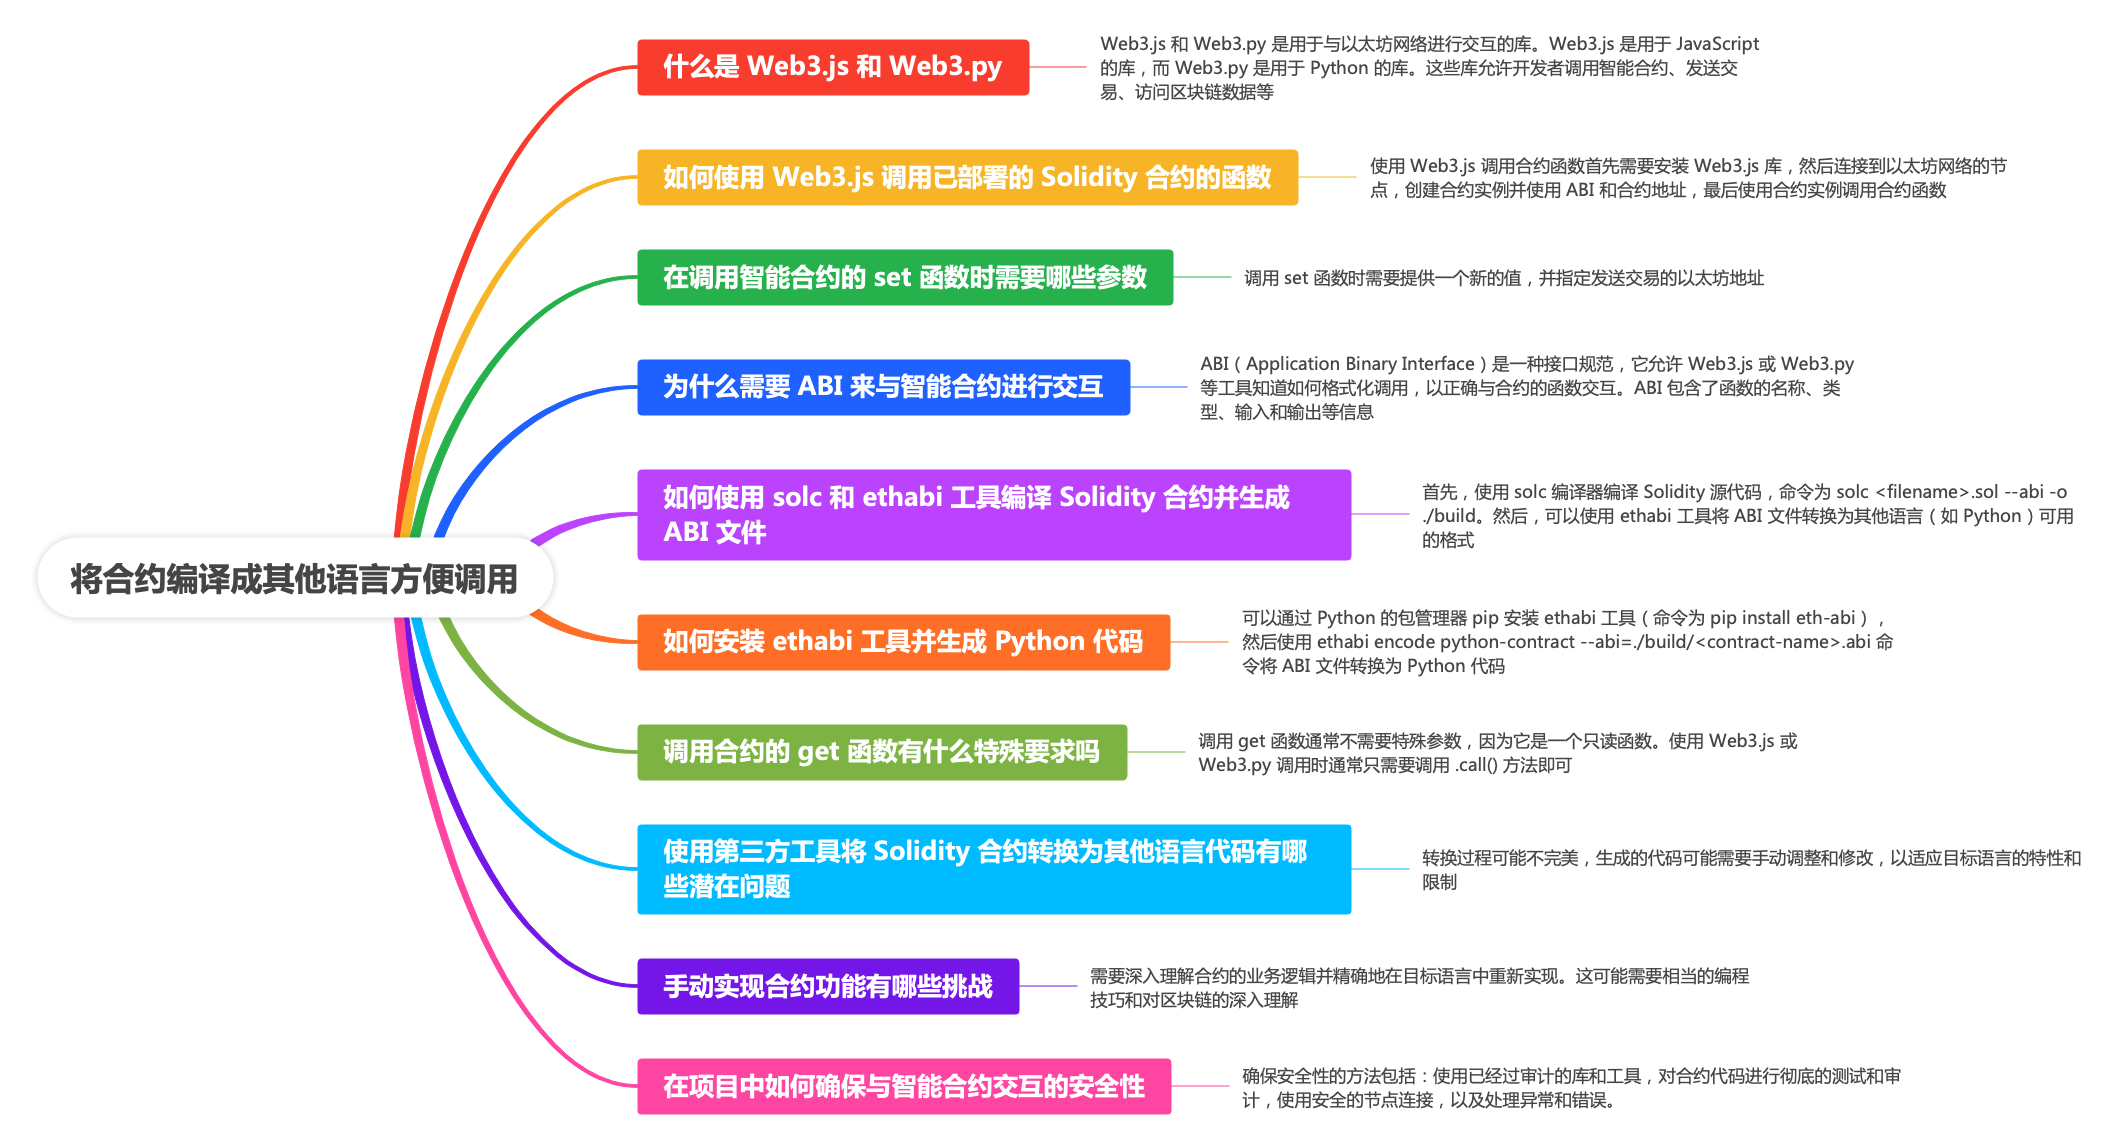 将合约编译成其他语言方便调用
什么是 Web3.js 和 Web3.py
Web3.js 和 Web3.py 是用于与以太坊网络进行交互的库。Web3.js 是用于 JavaScript
的库，而 Web3.py 是用于 Python 的库。这些库允许开发者调用智能合约、发送交
易、访问区块链数据等
如何使用 Web3.js 调用已部署的 Solidity 合约的函数
使用 Web3.js 调用合约函数首先需要安装 Web3.js 库，然后连接到以太坊网络的节
点，创建合约实例并使用 ABI 和合约地址，最后使用合约实例调用合约函数
在调用智能合约的 set 函数时需要哪些参数
调用 set 函数时需要提供一个新的值，并指定发送交易的以太坊地址
为什么需要 ABI 来与智能合约进行交互
ABI（Application Binary Interface）是一种接口规范，它允许 Web3.js 或 Web3.py
等工具知道如何格式化调用，以正确与合约的函数交互。ABI 包含了函数的名称、类
型、输入和输出等信息
如何使用 solc 和 ethabi 工具编译 Solidity 合约并生成
ABI 文件
首先，使用 solc 编译器编译 Solidity 源代码，命令为 solc <filename>.sol --abi -o
./build。然后，可以使用 ethabi 工具将 ABI 文件转换为其他语言（如 Python）可用
的格式
如何安装 ethabi 工具并生成 Python 代码
可以通过 Python 的包管理器 pip 安装 ethabi 工具（命令为 pip install eth-abi），
然后使用 ethabi encode python-contract --abi=./build/<contract-name>.abi 命
令将 ABI 文件转换为 Python 代码
调用合约的 get 函数有什么特殊要求吗
调用 get 函数通常不需要特殊参数，因为它是一个只读函数。使用 Web3.js 或
Web3.py 调用时通常只需要调用 .call() 方法即可
使用第三方工具将 Solidity 合约转换为其他语言代码有哪
些潜在问题
转换过程可能不完美，生成的代码可能需要手动调整和修改，以适应目标语言的特性和
限制
手动实现合约功能有哪些挑战
需要深入理解合约的业务逻辑并精确地在目标语言中重新实现。这可能需要相当的编程
技巧和对区块链的深入理解
在项目中如何确保与智能合约交互的安全性
确保安全性的方法包括：使用已经过审计的库和工具，对合约代码进行彻底的测试和审
计，使用安全的节点连接，以及处理异常和错误。